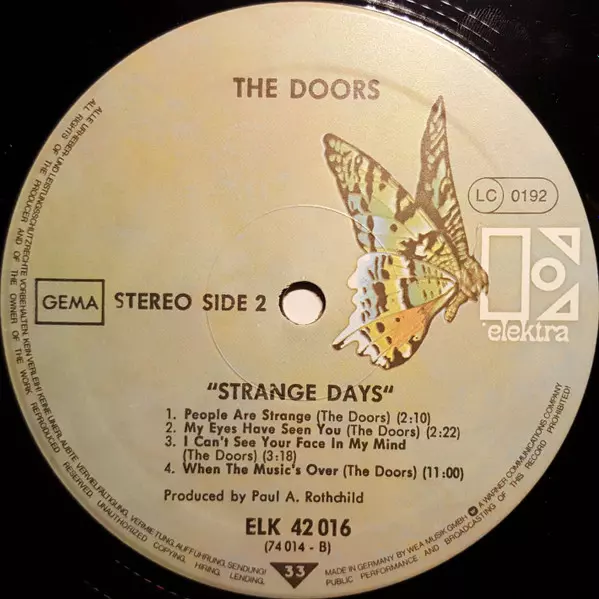 THE DOORS
LC 0192
GEMA
STEREO SIDE 2
elektra
"STRANGE DAYS"
1. People Are Strange (The Doors) (2:10)
2. My Eyes Have Seen You (The Doors) (2:22)
3. I Can't See Your Face In My Mind
(The Doors) (3:18)
4. When The Music's Over (The Doors) (11:00)
Produced by Paul A. Rothchild
ELK 42 016
(74 014 - B)
33
ALLE URHEBER- UND LEISTUNGSSCHUTZRECHTE VORBEHALTEN. KEIN VERLEIH! KEINE UNERLAUBTE VERVIELFÄLTIGUNG, VERMIETUNG, AUFFÜHRUNG, SENDUNG!
ALL RIGHTS OF THE PRODUCER AND OF THE OWNER OF THE WORK REPRODUCED RESERVED. UNAUTHORIZED COPYING, HIRING, LENDING,
MADE IN GERMANY BY WEA MUSIK GMBH A WARNER COMMUNICATIONS COMPANY
PUBLIC PERFORMANCE AND BROADCASTING OF THIS RECORD PROHIBITED!